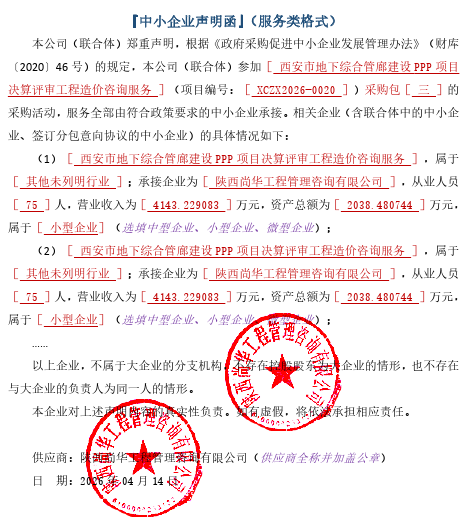 『中小企业声明函』（服务类格式）
本公司（联合体）郑重声明，根据《政府采购促进中小企业发展管理办法》（财库
〔2020〕46 号）的规定，本公司（联合体）参加［ 西安市地下综合管廊建设 PPP 项目
决算评审工程造价咨询服务 ］（项目编号：［ XCZX2026-0020 ］）采购包［ 三 ］的
采购活动，服务全部由符合政策要求的中小企业承接。相关企业（含联合体中的中小企
业、签订分包意向协议的中小企业）的具体情况如下：
（1）［ 西安市地下综合管廊建设 PPP 项目决算评审工程造价咨询服务 ］，属于
［ 其他未列明行业 ］；承接企业为［ 陕西尚华工程管理咨询有限公司 ］，从业人员
［ 75 ］人，营业收入为［ 4143.229083 ］万元，资产总额为［ 2038.480744 ］万元，
属于［ 小型企业］（选填中型企业、小型企业、微型企业）；
（2）［ 西安市地下综合管廊建设 PPP 项目决算评审工程造价咨询服务 ］，属于
［ 其他未列明行业 ］；承接企业为［ 陕西尚华工程管理咨询有限公司 ］，从业人员
［ 75 ］人，营业收入为［ 4143.229083 ］万元，资产总额为［ 2038.480744 ］万元，
属于［ 小型企业］（选填中型企业、小型企业、微型企业）；
……
以上企业，不属于大企业的分支机构，不存在控股股东为大企业的情形，也不存在
与大企业的负责人为同一人的情形。
本企业对上述声明内容的真实性负责。如有虚假，将依法承担相应责任。
陕西尚华工程管理咨询有限公司
供应商：陕西尚华工程管理咨询有限公司（供应商全称并加盖公章）
日　期：2026 年 04 月 14 日
陕西尚华工程管理咨询有限公司